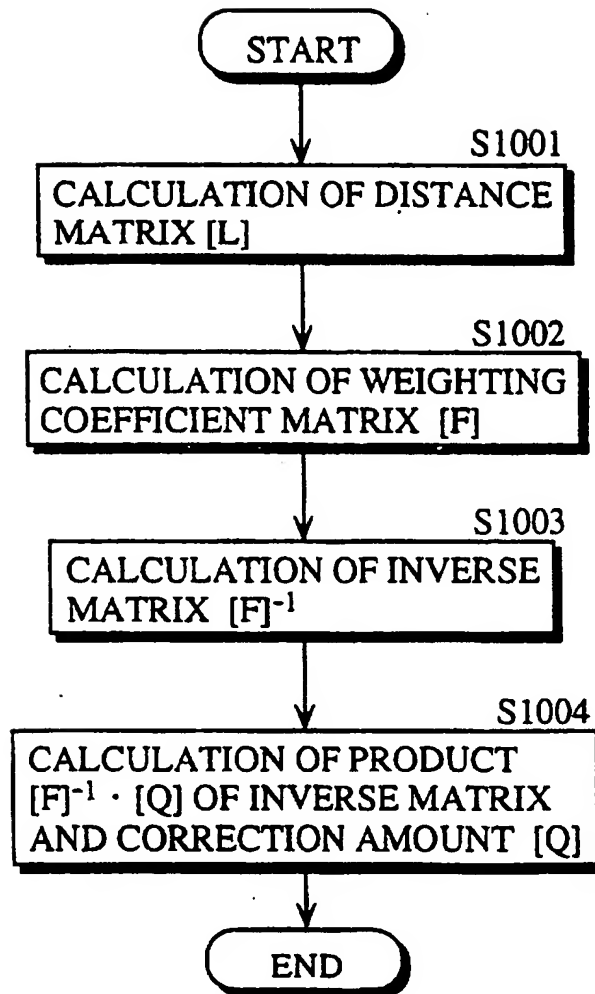 START
S1001
CALCULATION OF DISTANCE
MATRIX [L]
S1002
CALCULATION OF WEIGHTING
COEFFICIENT MATRIX [F]
S1003
CALCULATION OF INVERSE
MATRIX [F]⁻¹
S1004
CALCULATION OF PRODUCT
[F]⁻¹ · [Q] OF INVERSE MATRIX
AND CORRECTION AMOUNT [Q]
END